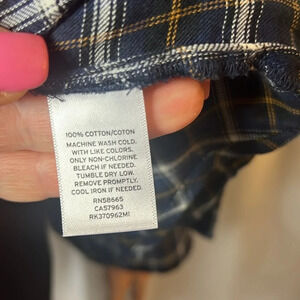 100% COTTON/COTON
MACHINE WASH COLD.
WITH LIKE COLORS.
ONLY NON-CHLORINE
BLEACH IF NEEDED.
TUMBLE DRY LOW.
REMOVE PROMPTLY.
COOL IRON IF NEEDED.
RN58665
CA57963
RK370962MI